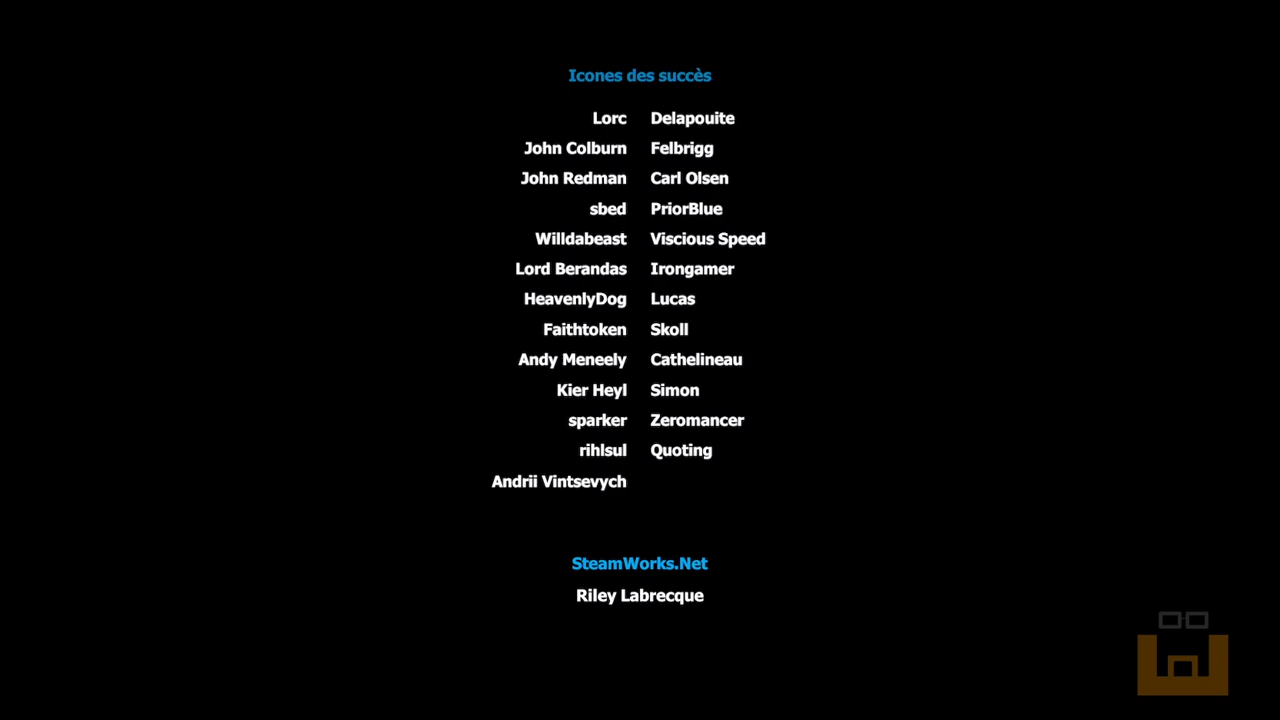 Icones des succès
Lorc Delapouite
John Colburn Felbrigg
John Redman Carl Olsen
sbed PriorBlue
Willdabeast Viscious Speed
Lord Berandas Irongamer
HeavenlyDog Lucas
Faithtoken Skoll
Andy Meneely Cathelineau
Kier Heyl Simon
sparker Zeromancer
rihlsul Quoting
Andrii Vintsevych
SteamWorks.Net
Riley Labrecque